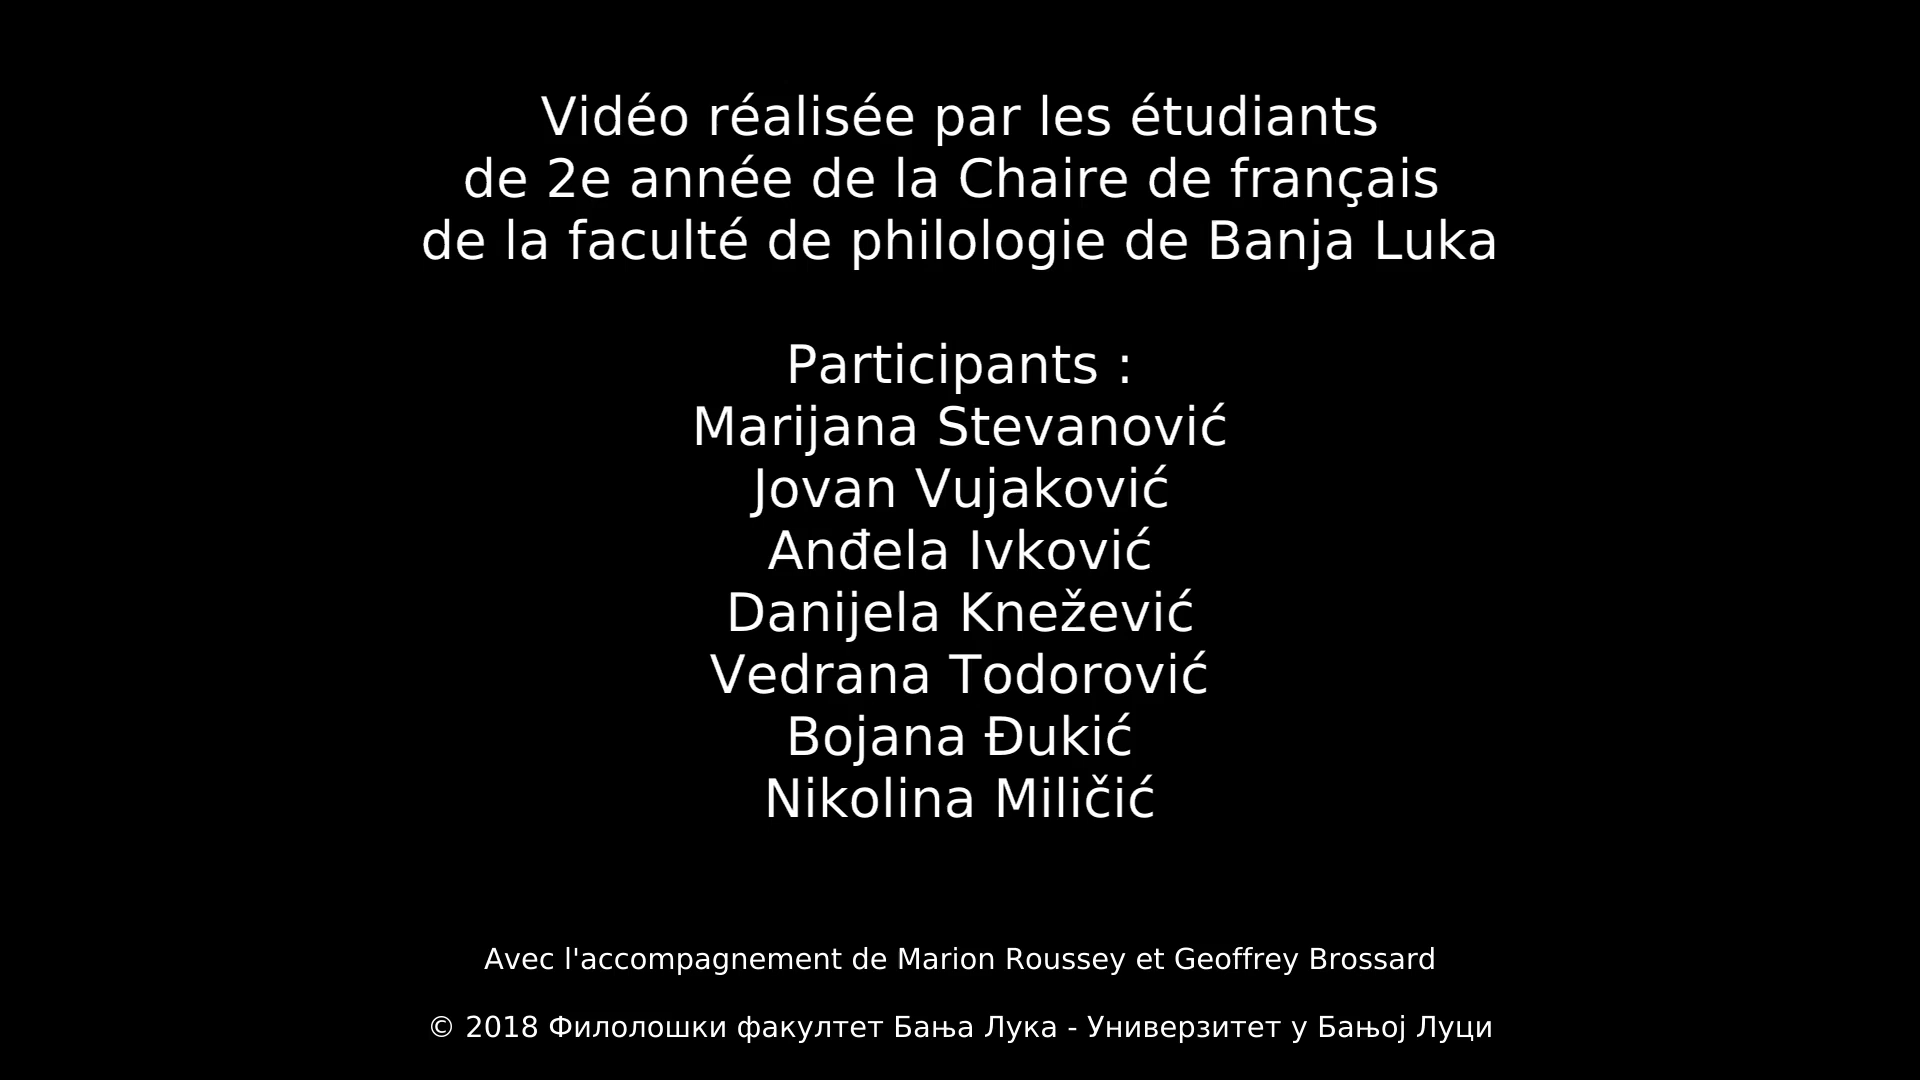 Vidéo réalisée par les étudiants
de 2e année de la Chaire de français
de la faculté de philologie de Banja Luka
Participants :
Marijana Stevanović
Jovan Vujaković
Anđela Ivković
Danijela Knežević
Vedrana Todorović
Bojana Đukić
Nikolina Miličić
Avec l'accompagnement de Marion Roussey et Geoffrey Brossard
© 2018 Филолошки факултет Бања Лука - Универзитет у Бањој Луци